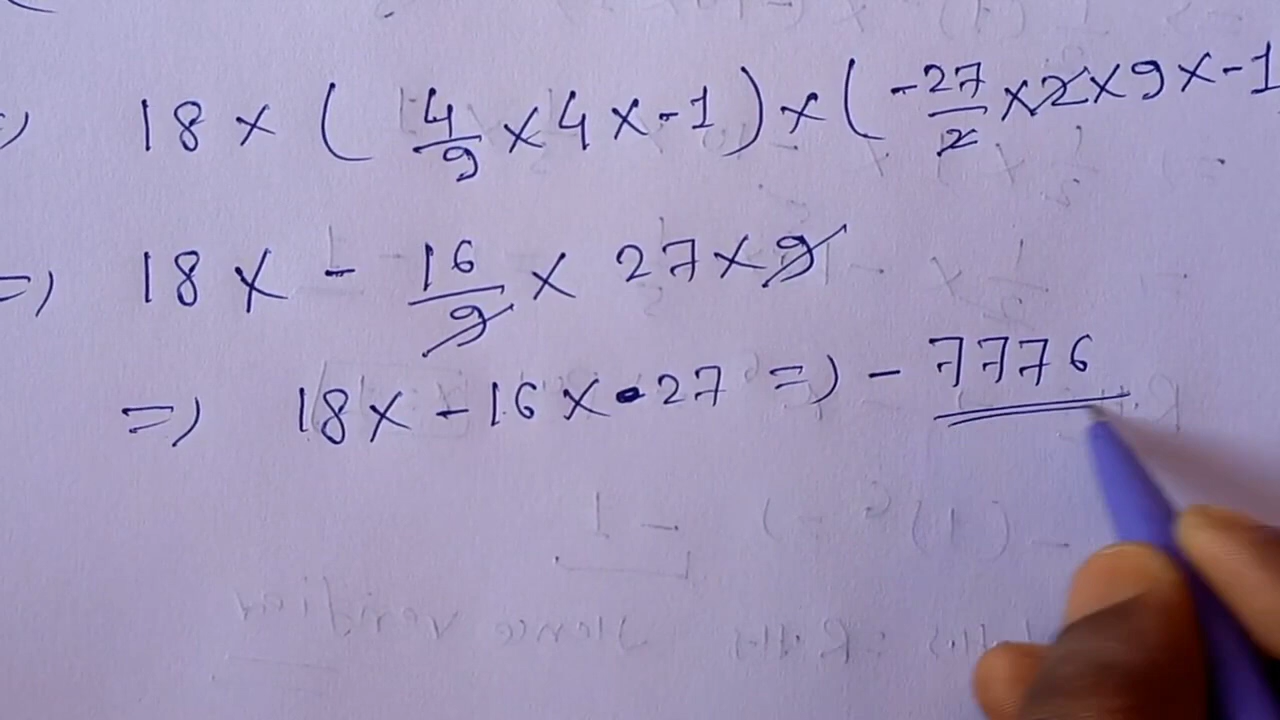 =) 18 × ( 4/9 × 4 × -1 ) × ( -27/2 × 2 × 9 × -1
=) 18 × - 16/9 × 27 × 9
=) 18 × - 16 × 27 =) - 7776